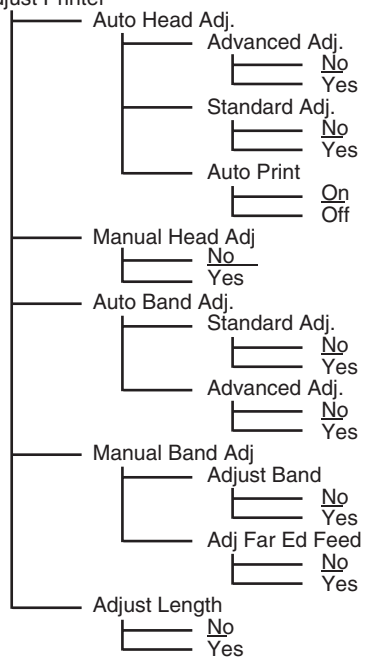 Auto Head Adj.
Advanced Adj.
No
Yes
Standard Adj.
No
Yes
Auto Print
On
Off
Manual Head Adj
No
Yes
Auto Band Adj.
Standard Adj.
No
Yes
Advanced Adj.
No
Yes
Manual Band Adj
Adjust Band
No
Yes
Adj Far Ed Feed
No
Yes
Adjust Length
No
Yes